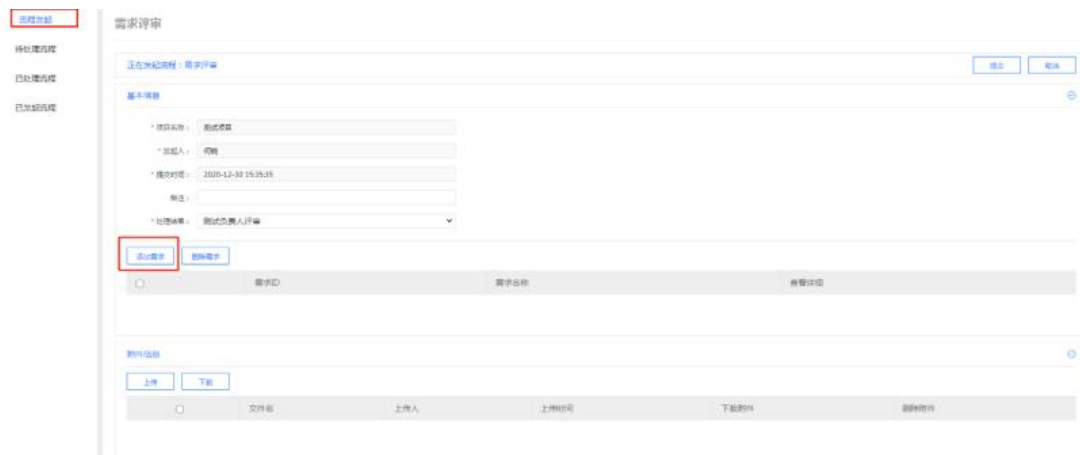 流程发起
待处理流程
已处理流程
已发起流程
需求评审
正在发起流程：需求评审
提交 取消
基本信息
* 项目名称： 测试项目
* 发起人：
* 提交时间： 2020-12-10 15:35:35
备注：
* 处理结果： 测试负责人评审
添加需求 删除需求
需求ID 需求名称 查看详细
附件信息
上传 下载
文件名 上传人 上传时间 下载附件 删除附件